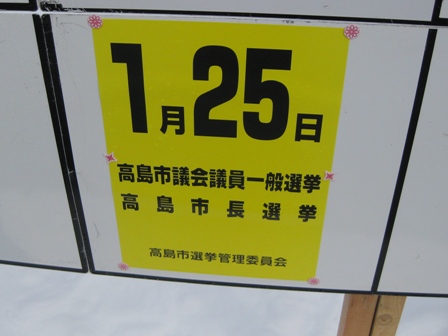 1月25日
高島市議会議員一般選挙
高島市長選挙
高島市選挙管理委員会